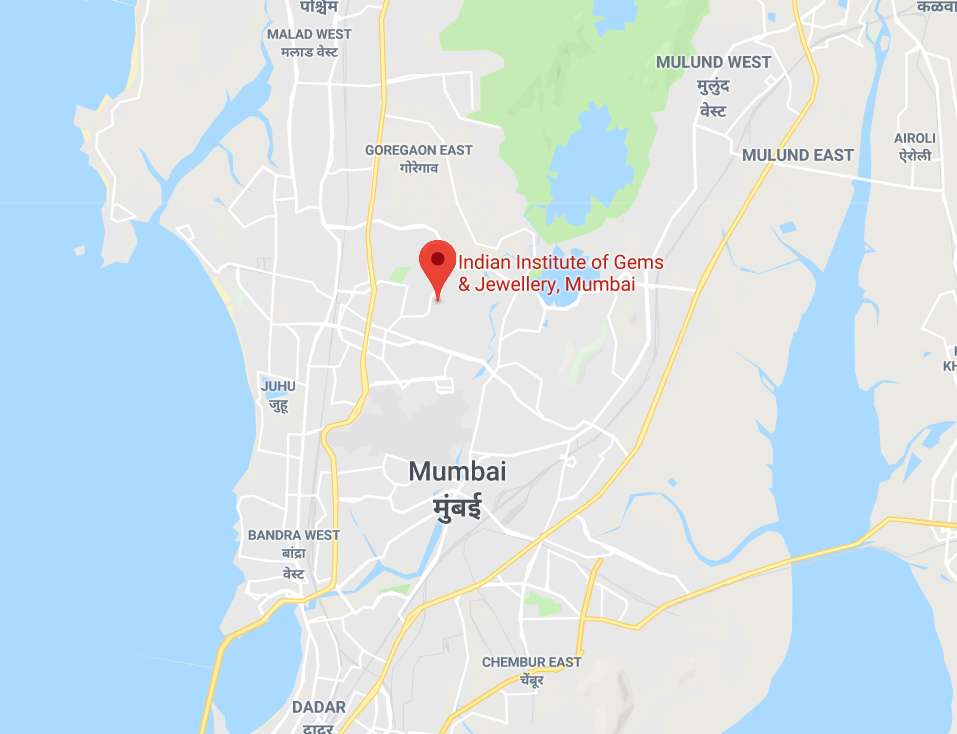 पश्चिम
कळवा
MALAD WEST
मलाड वेस्ट
MULUND WEST
मुलुंद
वेस्ट
AIROLI
ऐरोली
GOREGAON EAST
गोरेगाव
MULUND EAST
Indian Institute of Gems
& Jewellery, Mumbai
JUHU
जुहू
Mumbai
मुंबई
BANDRA WEST
बांद्रा
वेस्ट
CHEMBUR EAST
चेंबूर
DADAR
दादर